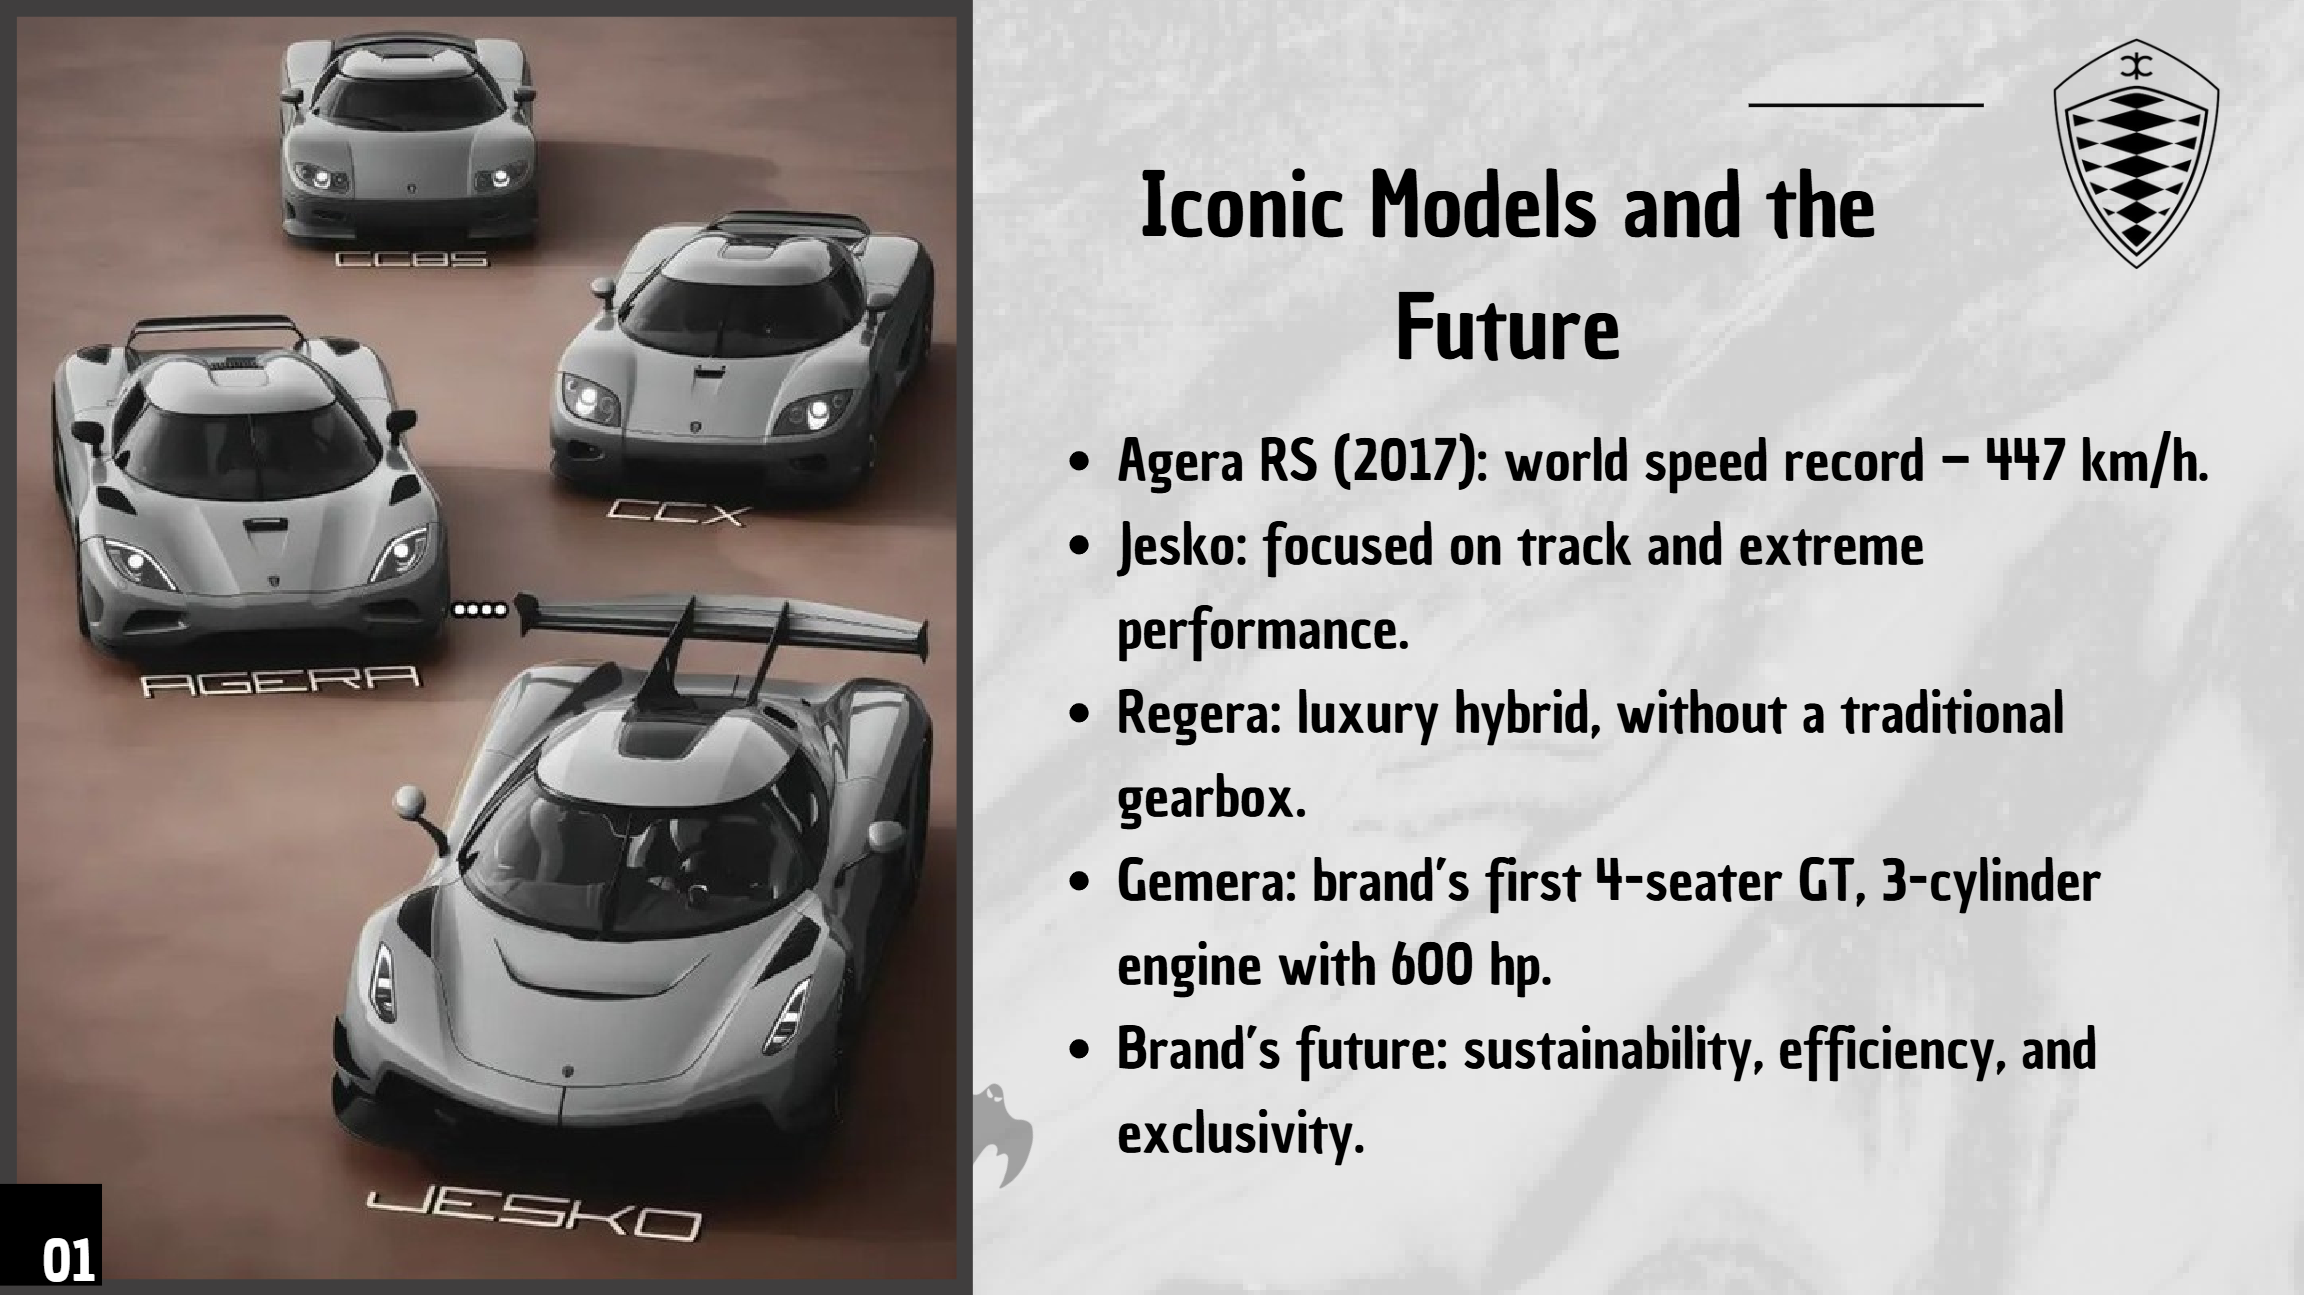 CC8S
CCX
AGERA
JESKO
01
Iconic Models and the
Future
• Agera RS (2017): world speed record – 447 km/h.
• Jesko: focused on track and extreme
performance.
• Regera: luxury hybrid, without a traditional
gearbox.
• Gemera: brand's first 4-seater GT, 3-cylinder
engine with 600 hp.
• Brand's future: sustainability, efficiency, and
exclusivity.